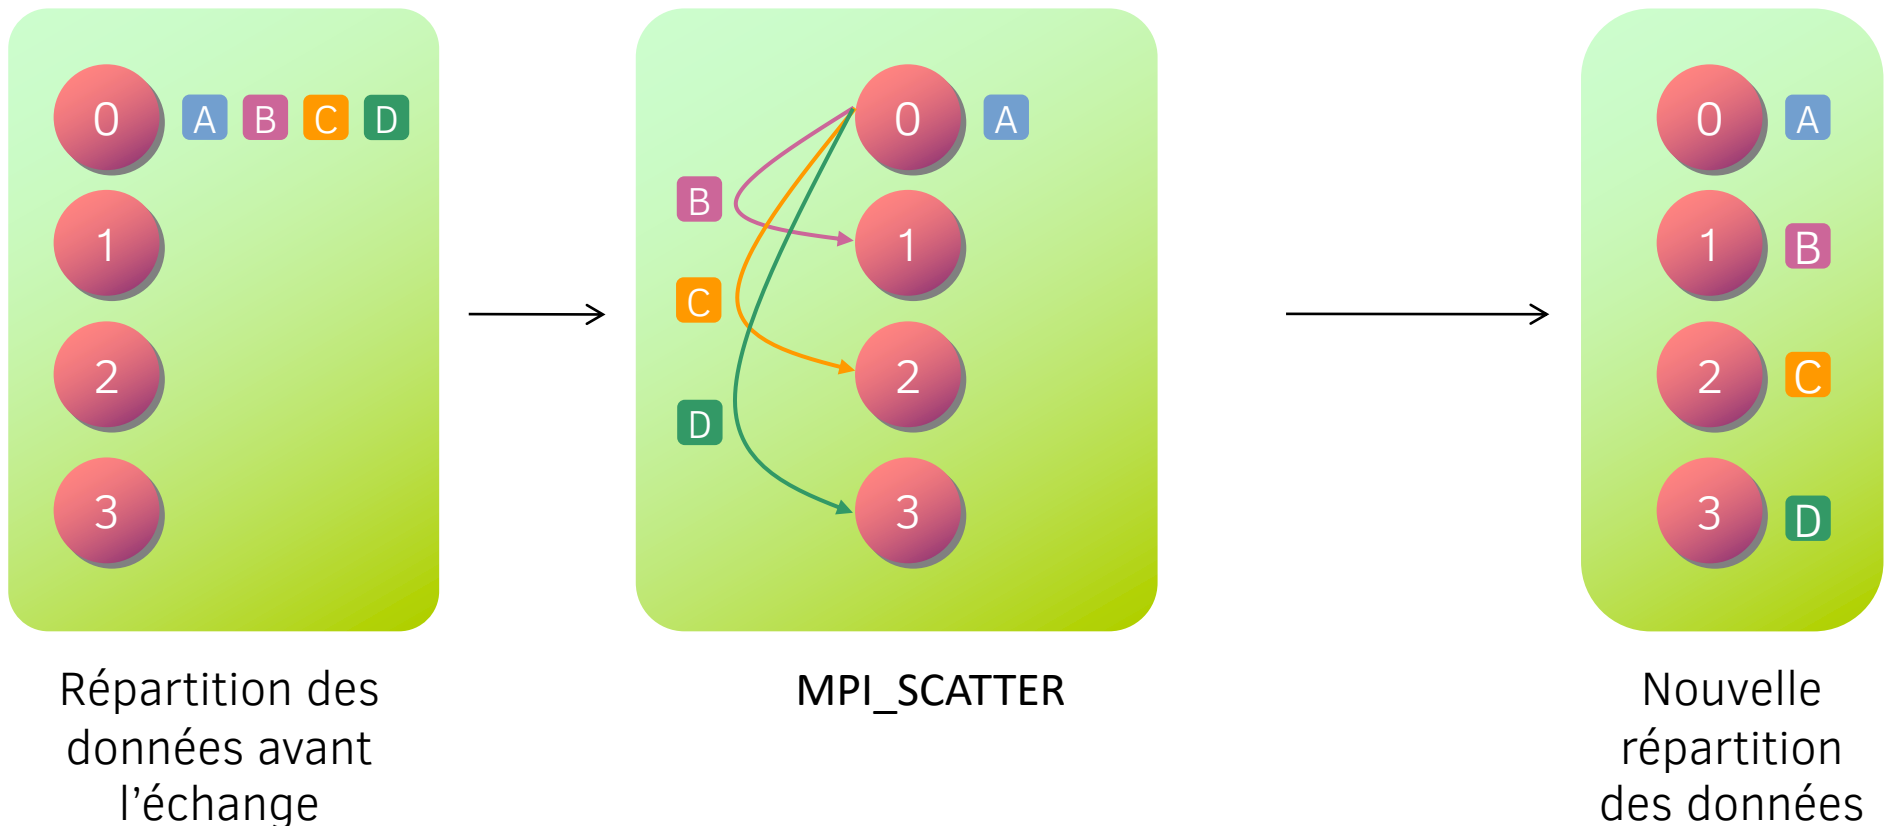 0 A B C D
1
2
3
Répartition des
données avant
l'échange
0 A
B
1
C
2
D
3
MPI_SCATTER
0 A
1 B
2 C
3 D
Nouvelle
répartition
des données